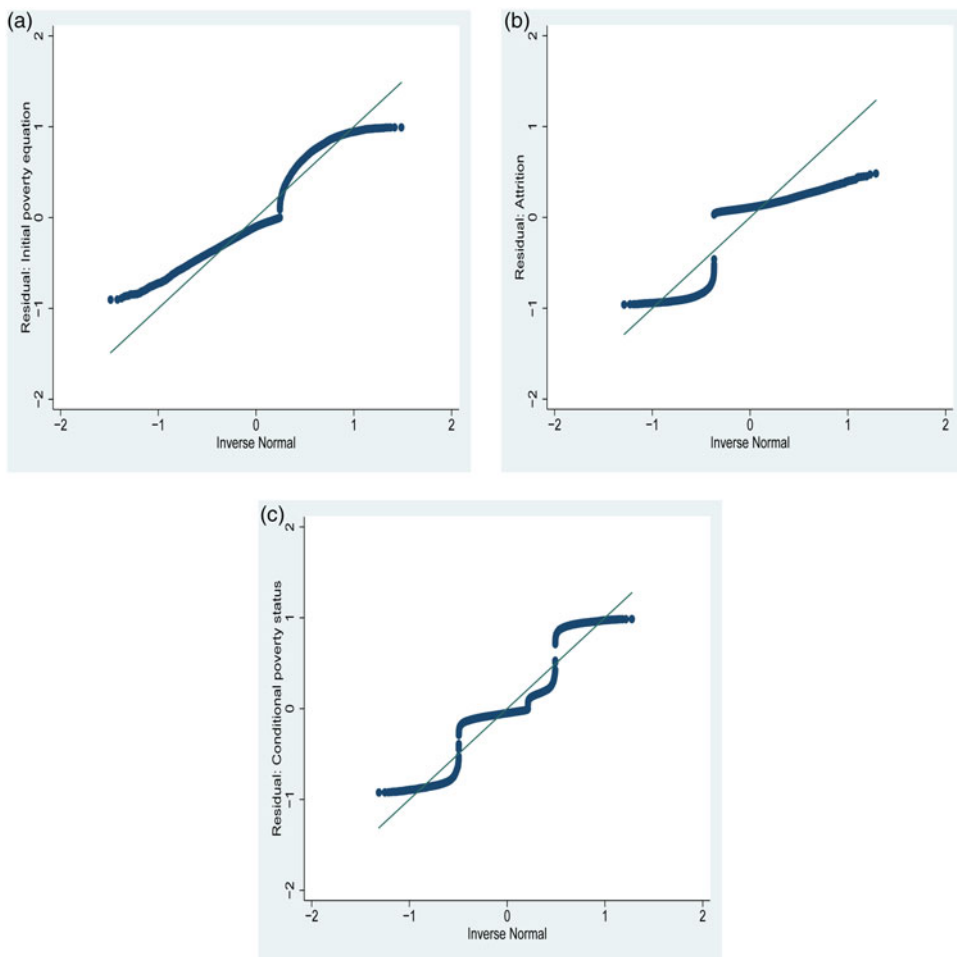 (a)
Residual: Initial poverty equation
2
1
0
−1
−2
−2 −1 0 1 2
Inverse Normal
(b)
Residual: Attrition
2
1
0
−1
−2
−2 −1 0 1 2
Inverse Normal
(c)
Residual: Conditional poverty status
2
1
0
−1
−2
−2 −1 0 1 2
Inverse Normal